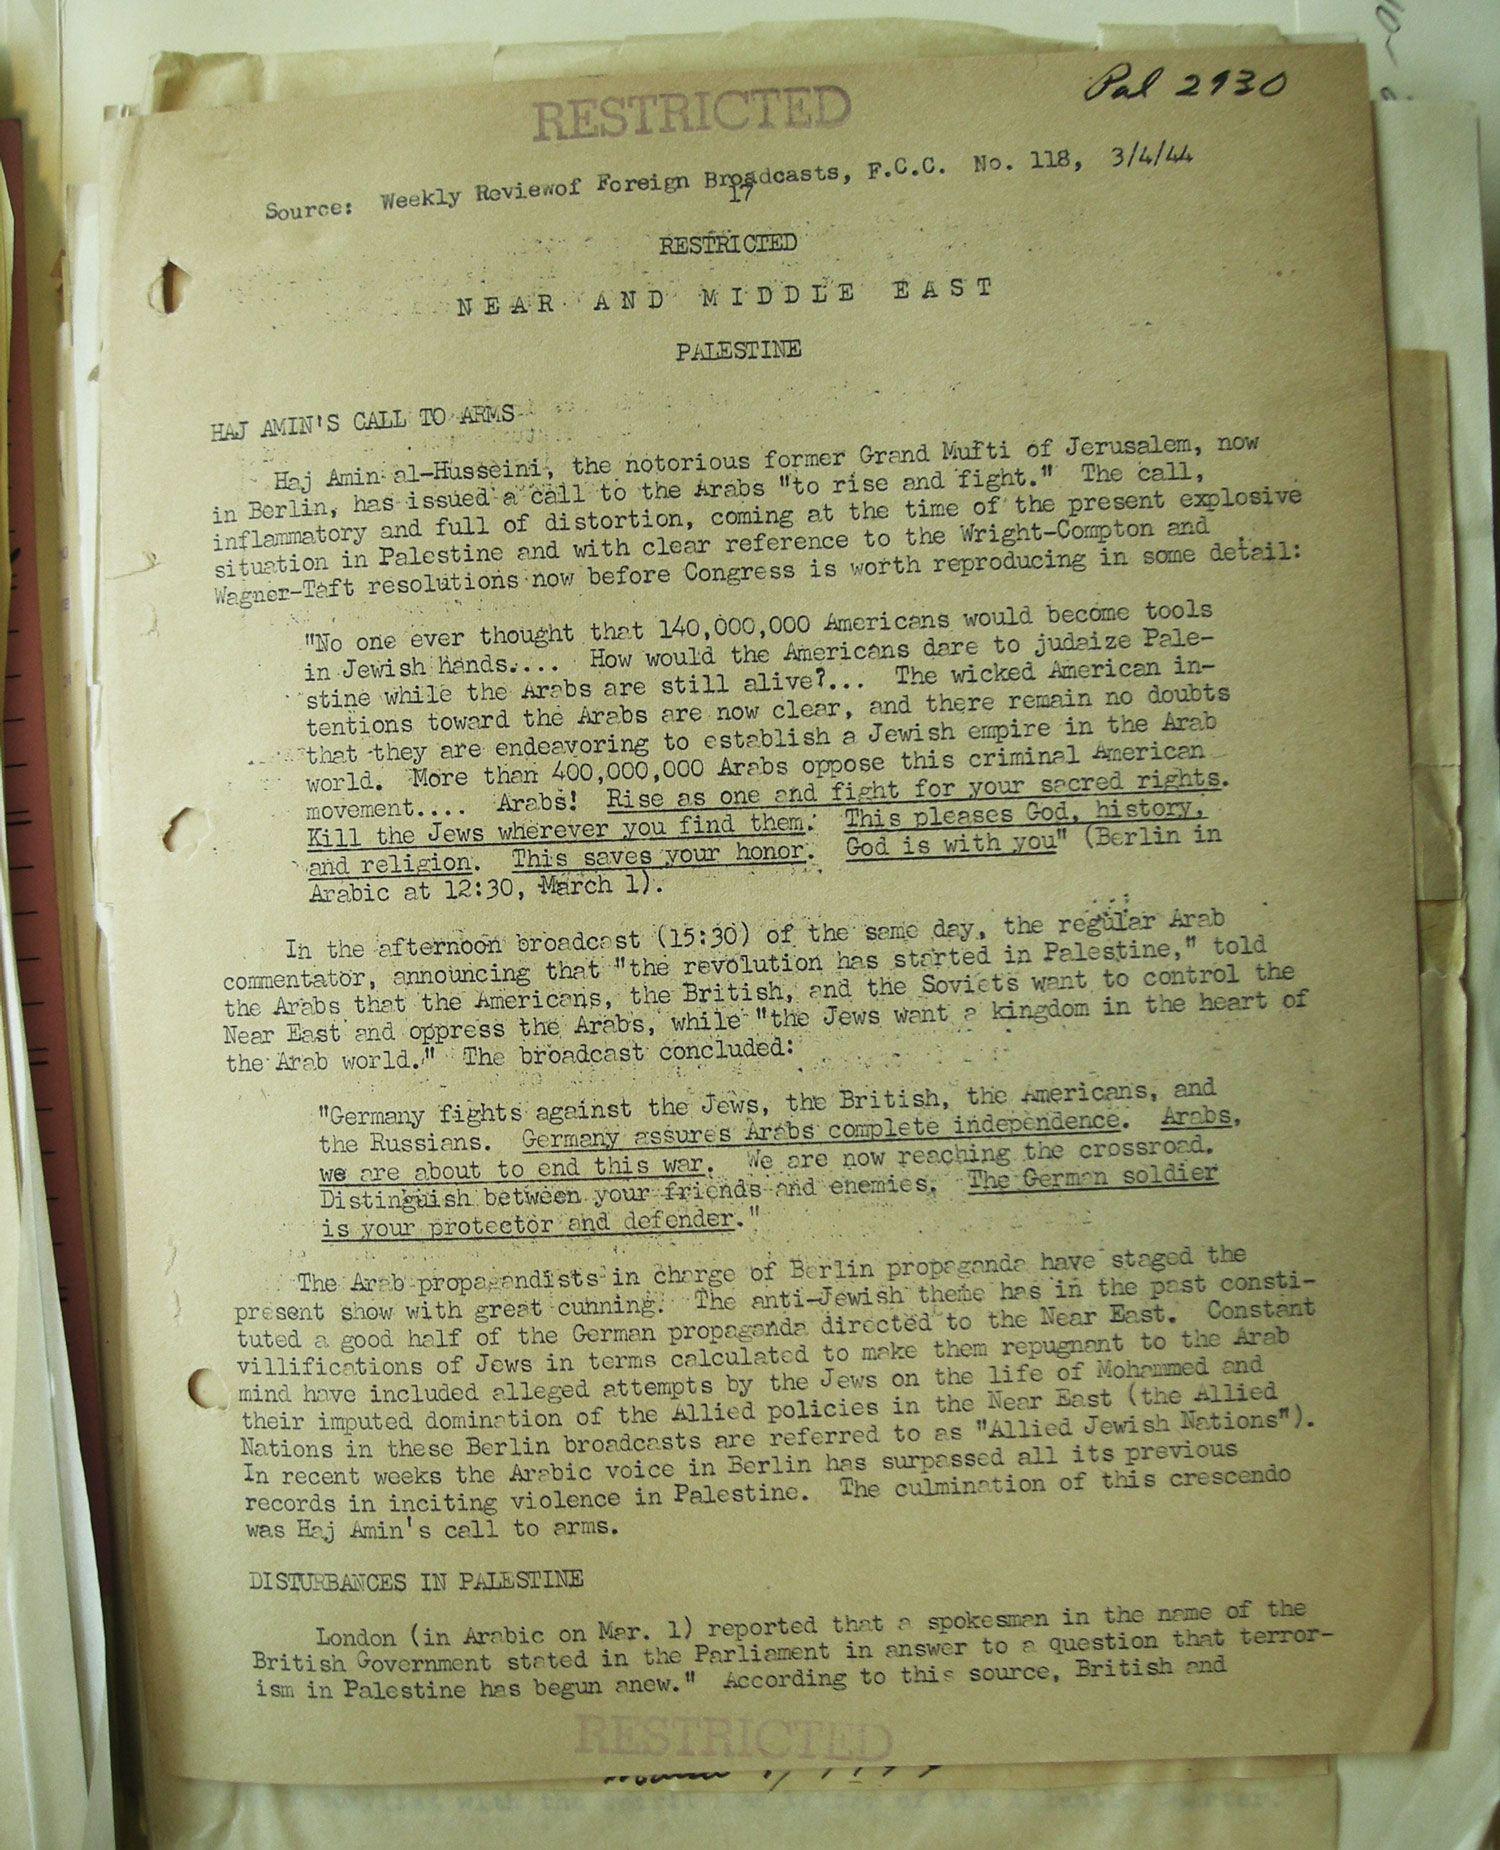 Pal 2930
RESTRICTED
Source: Weekly Reviewof Foreign Broadcasts, F.C.C. No. 118, 3/4/44
17
RESTRICTED
NEAR AND MIDDLE EAST
PALESTINE
HAJ AMIN'S CALL TO ARMS
Haj Amin al-Husseini, the notorious former Grand Mufti of Jerusalem, now
in Berlin, has issued a call to the Arabs "to rise and fight." The call,
inflammatory and full of distortion, coming at the time of the present explosive
situation in Palestine and with clear reference to the Wright-Compton and
Wagner-Taft resolutions now before Congress is worth reproducing in some detail:
"No one ever thought that 140,000,000 Americans would become tools
in Jewish hands.... How would the Americans dare to judaize Pale-
stine while the Arabs are still alive?... The wicked American in-
tentions toward the Arabs are now clear, and there remain no doubts
that they are endeavoring to establish a Jewish empire in the Arab
world. More than 400,000,000 Arabs oppose this criminal American
movement.... Arabs! Rise as one and fight for your sacred rights.
Kill the Jews wherever you find them. This pleases God, history,
and religion. This saves your honor. God is with you" (Berlin in
Arabic at 12:30, March 1).
In the afternoon broadcast (15:30) of the same day, the regular Arab
commentator, announcing that "the revolution has started in Palestine," told
the Arabs that the Americans, the British, and the Soviets want to control the
Near East and oppress the Arabs, while "the Jews want a kingdom in the heart of
the Arab world." The broadcast concluded:
"Germany fights against the Jews, the British, the Americans, and
the Russians. Germany assures Arabs complete independence. Arabs,
we are about to end this war. We are now reaching the crossroad.
Distinguish between your friends and enemies. The German soldier
is your protector and defender."
The Arab propagandists in charge of Berlin propaganda have staged the
present show with great cunning. The anti-Jewish theme has in the past consti-
tuted a good half of the German propaganda directed to the Near East. Constant
villifications of Jews in terms calculated to make them repugnant to the Arab
mind have included alleged attempts by the Jews on the life of Mohammed and
their imputed domination of the Allied policies in the Near East (the Allied
Nations in these Berlin broadcasts are referred to as "Allied Jewish Nations").
In recent weeks the Arabic voice in Berlin has surpassed all its previous
records in inciting violence in Palestine. The culmination of this crescendo
was Haj Amin's call to arms.
DISTURBANCES IN PALESTINE
London (in Arabic on Mar. 1) reported that a spokesman in the name of the
British Government stated in the Parliament in answer to a question that terror-
ism in Palestine has begun anew." According to this source, British and
RESTRICTED